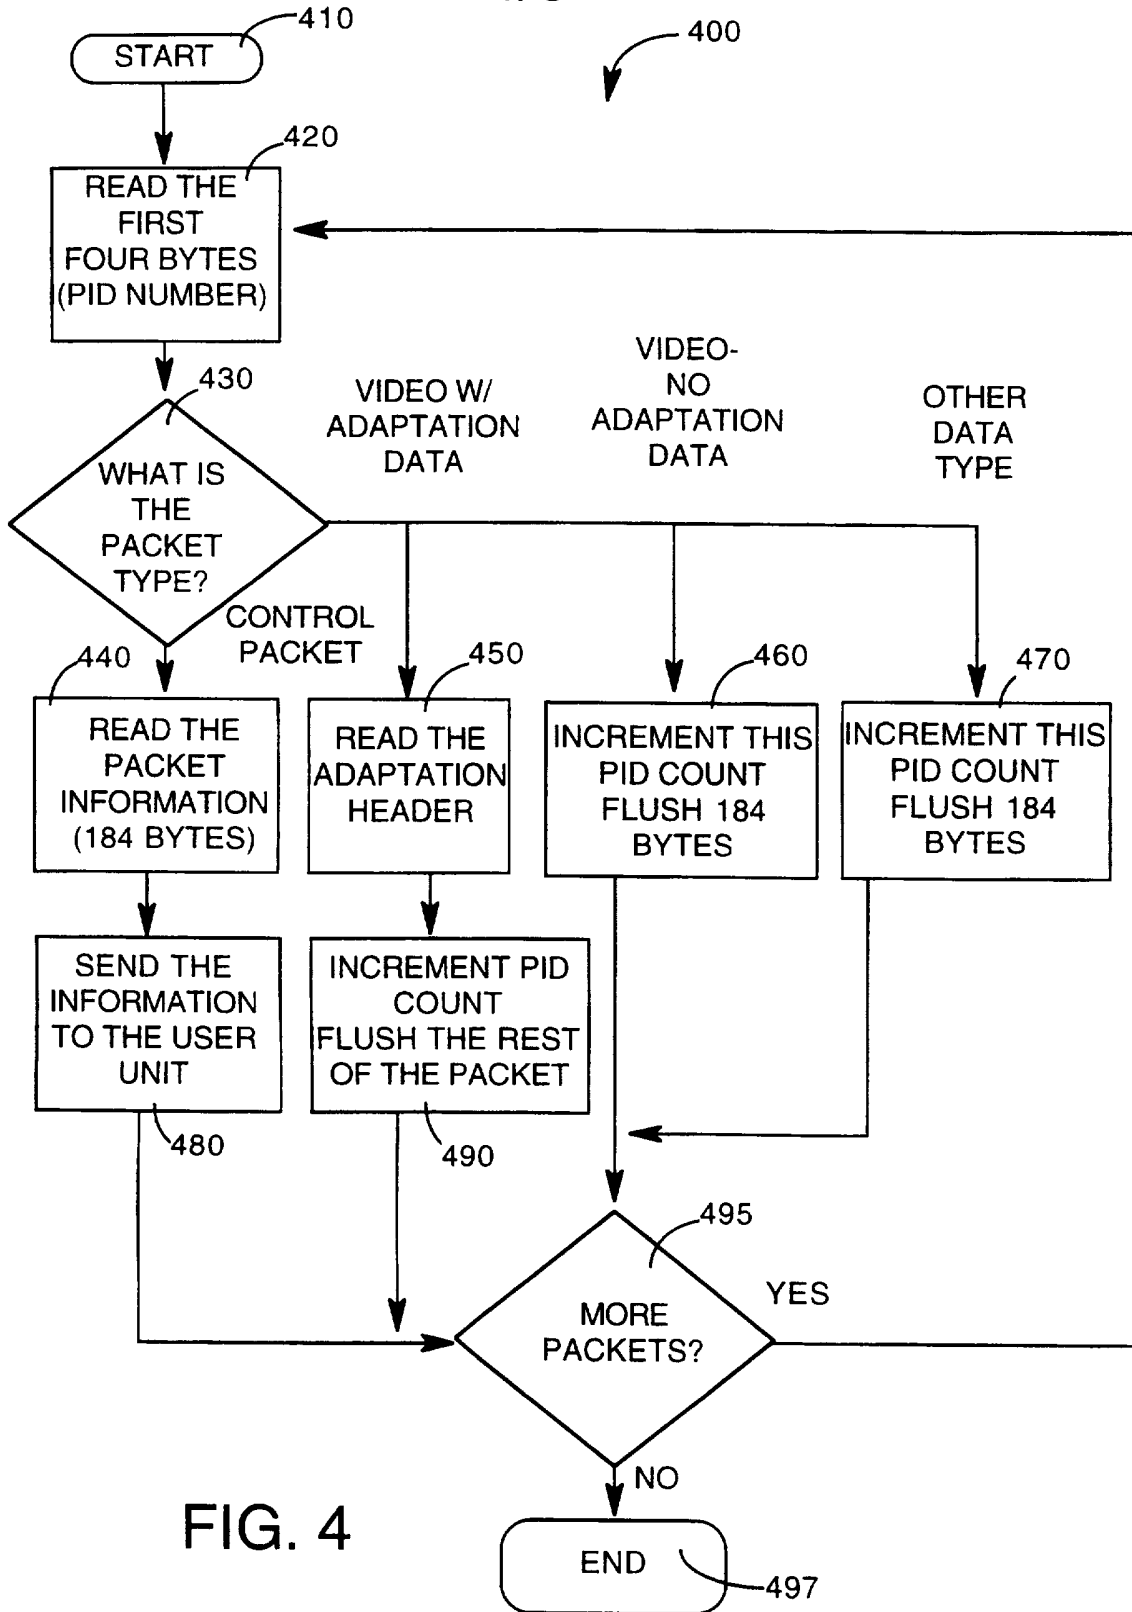 410
START
400
420
READ THE
FIRST
FOUR BYTES
(PID NUMBER)
430
WHAT IS
THE
PACKET
TYPE?
VIDEO W/
ADAPTATION
DATA
VIDEO-
NO
ADAPTATION
DATA
OTHER
DATA
TYPE
CONTROL
PACKET
440
READ THE
PACKET
INFORMATION
(184 BYTES)
450
READ THE
ADAPTATION
HEADER
460
INCREMENT THIS
PID COUNT
FLUSH 184
BYTES
470
INCREMENT THIS
PID COUNT
FLUSH 184
BYTES
SEND THE
INFORMATION
TO THE USER
UNIT
480
INCREMENT PID
COUNT
FLUSH THE REST
OF THE PACKET
490
495
MORE
PACKETS?
YES
NO
END
497
FIG. 4